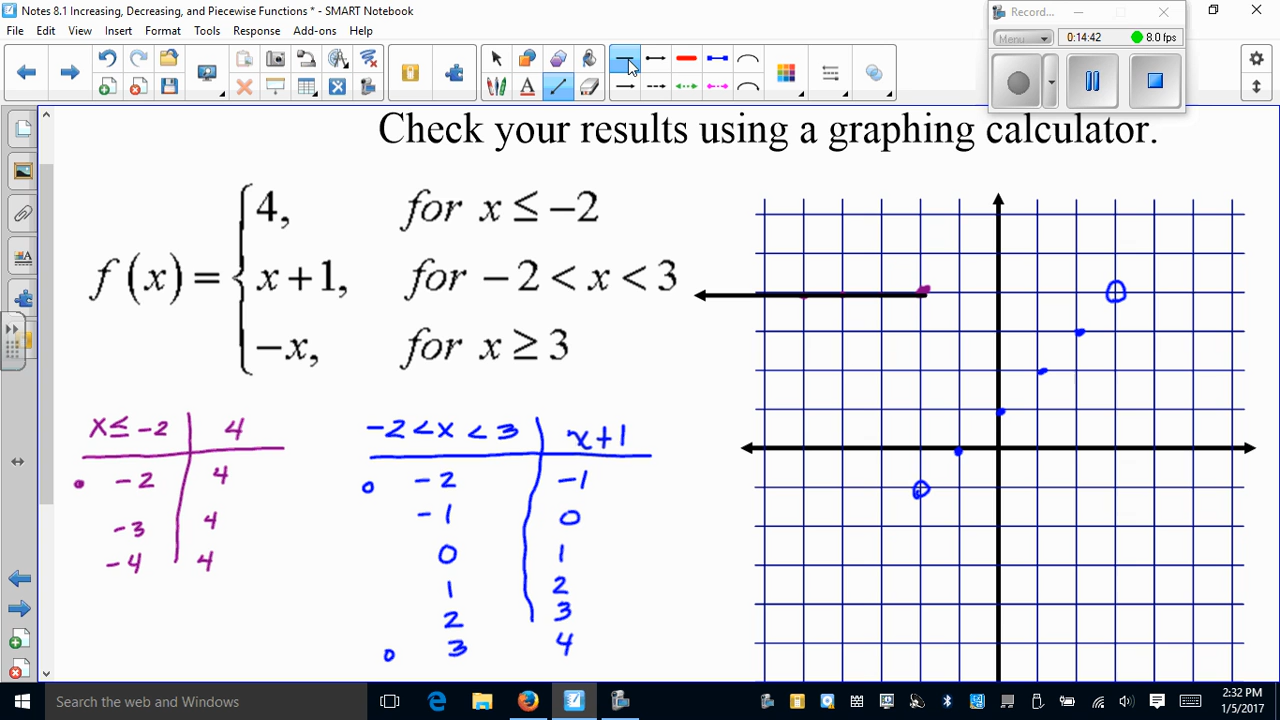 Notes 8.1 Increasing, Decreasing, and Piecewise Functions * - SMART Notebook
Record...
File Edit View Insert Format Tools Response Add-ons Help
Menu 0:14:42 8.0 fps
Check your results using a graphing calculator.
4, for x ≤ −2
f(x) = { x+1, for −2 < x < 3
−x, for x ≥ 3
x ≤ -2 | 4
-2 | 4
-3 | 4
-4 | 4
-2 < x < 3 | x+1
-2 | -1
-1 | 0
0 | 1
1 | 2
2 | 3
3 | 4
Search the web and Windows
2:32 PM
1/5/2017